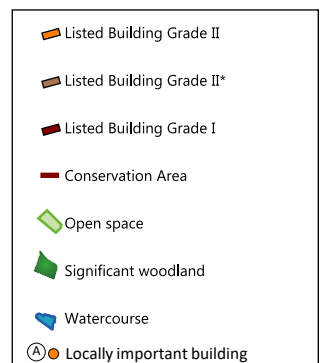 Listed Building Grade II
Listed Building Grade II*
Listed Building Grade I
Conservation Area
Open space
Significant woodland
Watercourse
A Locally important building